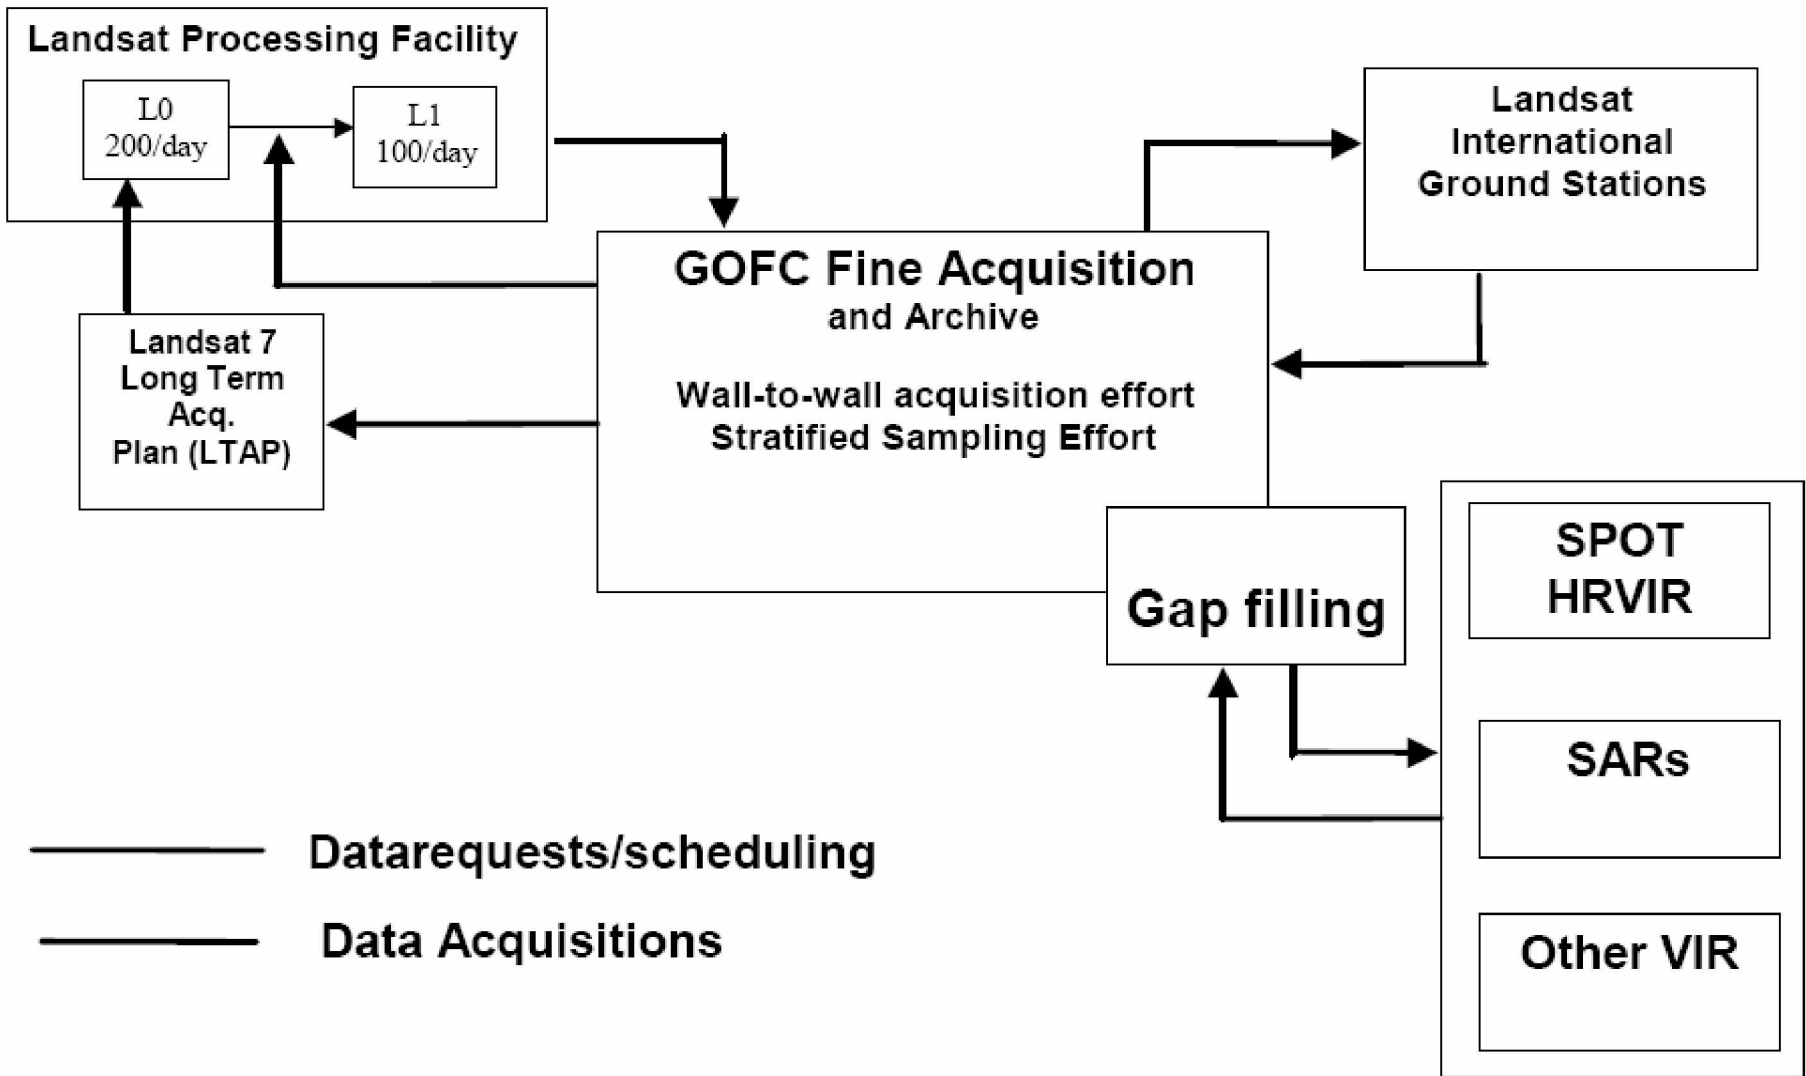 Landsat Processing Facility
L0
200/day
L1
100/day
Landsat
International
Ground Stations
GOFC Fine Acquisition
and Archive
Wall-to-wall acquisition effort
Stratified Sampling Effort
Landsat 7
Long Term
Acq.
Plan (LTAP)
Gap filling
SPOT
HRVIR
SARs
Other VIR
Datarequests/scheduling
Data Acquisitions